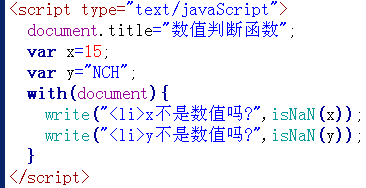 <script type="text/javaScript">
document.title="数值判断函数";
var x=15;
var y="NCH";
with(document){
write("<li>x不是数值吗?",isNaN(x));
write("<li>y不是数值吗?",isNaN(y));
}
</script>